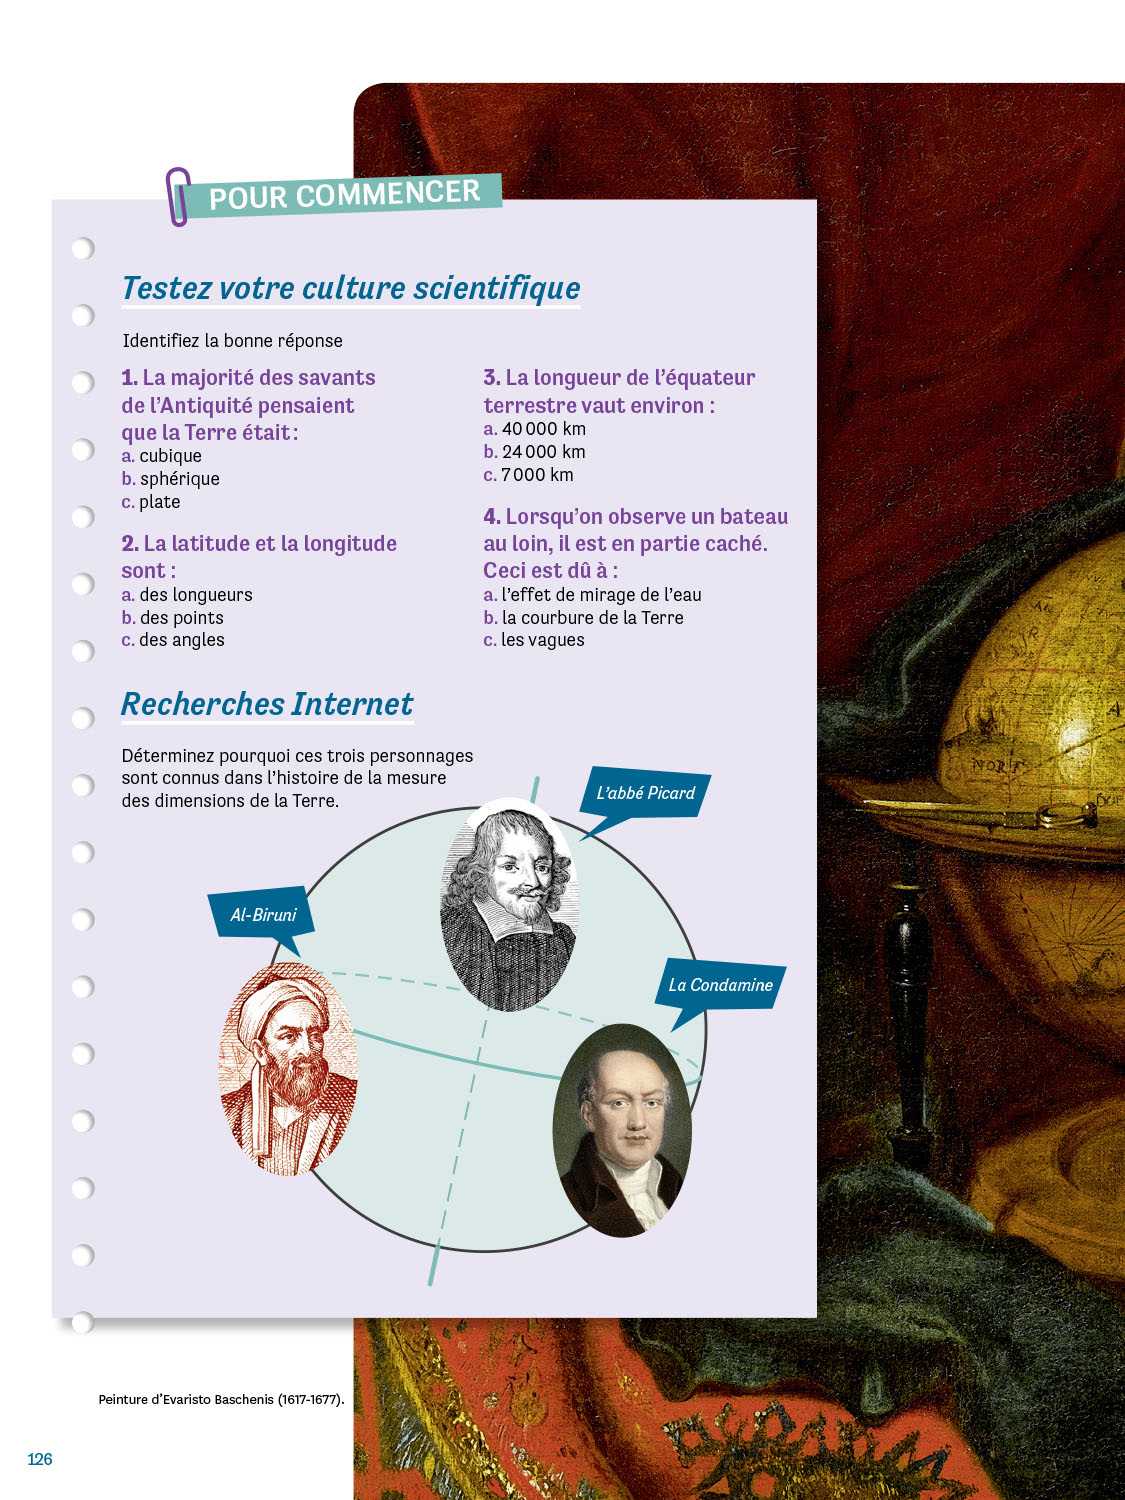 POUR COMMENCER
Testez votre culture scientifique
Identifiez la bonne réponse
1. La majorité des savants
de l'Antiquité pensaient
que la Terre était :
a. cubique
b. sphérique
c. plate
2. La latitude et la longitude
sont :
a. des longueurs
b. des points
c. des angles
3. La longueur de l'équateur
terrestre vaut environ :
a. 40 000 km
b. 24 000 km
c. 7 000 km
4. Lorsqu'on observe un bateau
au loin, il est en partie caché.
Ceci est dû à :
a. l'effet de mirage de l'eau
b. la courbure de la Terre
c. les vagues
Recherches Internet
Déterminez pourquoi ces trois personnages
sont connus dans l'histoire de la mesure
des dimensions de la Terre.
L'abbé Picard
Al-Biruni
La Condamine
Peinture d'Evaristo Baschenis (1617-1677).
126